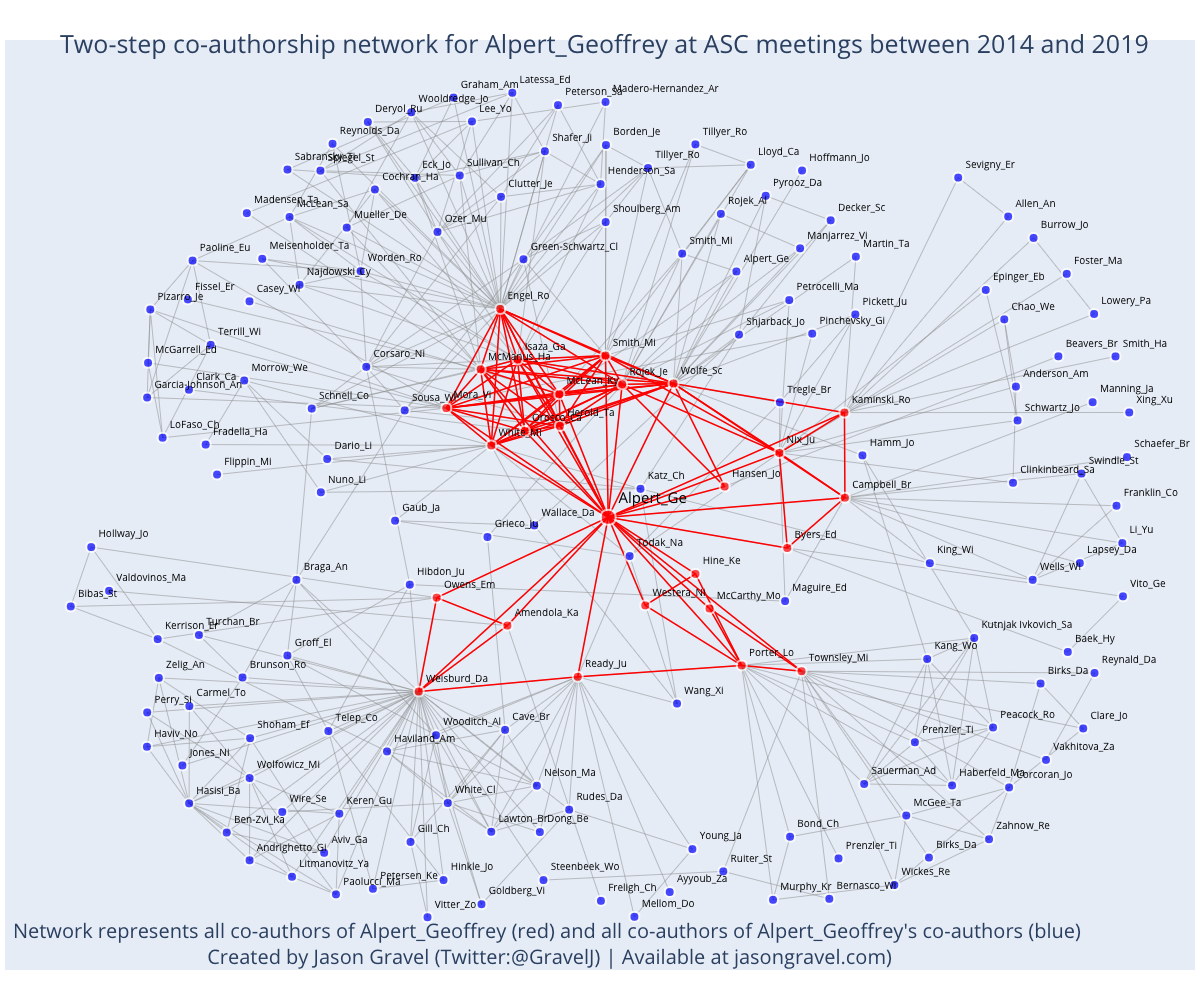 Two-step co-authorship network for Alpert_Geoffrey at ASC meetings between 2014 and 2019
Latessa_Ed
Graham_Am
Madero-Hernandez_Ar
Peterson_Sa
Wooldredge_Jo
Deryol_Ru
Lee_Yo
Reynolds_Da
Shafer_Ji
Borden_Je
Tillyer_Ro
Lloyd_Ca
Hoffmann_Jo
Sevigny_Er
Tillyer_Ro
Spiegel_St
Eck_Jo
Sullivan_Ch
Henderson_Sa
Cochran_Ha
Clutter_Je
Pyrooz_Da
Madensen_Ta
McLean_Sa
Rojek_Al
Allen_An
Mueller_De
Ozer_Mu
Shoulberg_Am
Decker_Sc
Burrow_Jo
Manjarrez_Vi
Martin_Ta
Paoline_Eu
Meisenholder_Ta
Worden_Ro
Green-Schwartz_Cl
Smith_Mi
Alpert_Ge
Foster_Ma
Najdowski_Cy
Epinger_Eb
Fissel_Er
Casey_Wi
Petrocelli_Ma
Pizarro_Je
Engel_Ro
Pickett_Ju
Chao_We
Lowery_Pa
Terrill_Wi
Shjarback_Jo
Pinchevsky_Gi
McGarrell_Ed
Corsaro_Ni
Isaza_Ga
Smith_Mi
Beavers_Br
Smith_Ha
McManus_Ha
Clark_Ca
Morrow_We
McLean_Ky
Rojek_Je
Wolfe_Sc
Anderson_Am
Garcia-Johnson_An
Schnell_Co
Sousa_Wi
Mora_Vi
Tregle_Br
Kaminski_Ro
Manning_Ja
Xing_Xu
LoFaso_Ch
Fradella_Ha
White_Mi
Orosco_Ca
Herold_Ta
Schwartz_Jo
Flippin_Mi
Dario_Li
Nix_Ju
Hamm_Jo
Schaefer_Br
Nuno_Li
Katz_Ch
Hansen_Jo
Campbell_Br
Clinkinbeard_Sa
Swindle_St
Alpert_Ge
Franklin_Co
Gaub_Ja
Grieco_Ju
Wallace_Da
Hollway_Jo
Todak_Na
Byers_Ed
Li_Yu
Braga_An
Hine_Ke
King_Wi
Lapsey_Da
Valdovinos_Ma
Hibdon_Ju
Wells_Wi
Bibas_St
Owens_Em
Westera_Ni
McCarthy_Mo
Maguire_Ed
Vito_Ge
Kerrison_Er
Turchan_Br
Amendola_Ka
Kutnjak Ivkovich_Sa
Groff_El
Kang_Wo
Baek_Hy
Zelig_An
Brunson_Ro
Weisburd_Da
Ready_Ju
Porter_Lo
Townsley_Mi
Birks_Da
Reynald_Da
Perry_Si
Carmel_To
Wang_Xi
Haviv_No
Shoham_Ef
Telep_Co
Wooditch_Al
Cave_Br
Prenzler_Ti
Peacock_Ro
Clare_Jo
Jones_Ni
Haviland_Am
Wolfowicz_Mi
Vakhitova_Za
Hasisi_Ba
Wire_Se
Keren_Gu
White_Cl
Nelson_Ma
Sauerman_Ad
Haberfeld_Ma
Corcoran_Jo
Ben-Zvi_Ka
Rudes_Da
McGee_Ta
Andrighetto_Gi
Aviv_Ga
Gill_Ch
Lawton_Br
Dong_Be
Bond_Ch
Zahnow_Re
Litmanovitz_Ya
Young_Ja
Prenzler_Ti
Birks_Da
Paolucci_Ma
Petersen_Ke
Hinkle_Jo
Steenbeek_Wo
Ruiter_St
Vitter_Zo
Goldberg_Vi
Freligh_Ch
Ayyoub_Za
Mellom_Do
Murphy_Kr
Bernasco_Wi
Wickes_Re
Network represents all co-authors of Alpert_Geoffrey (red) and all co-authors of Alpert_Geoffrey's co-authors (blue)
Created by Jason Gravel (Twitter:@GravelJ) | Available at jasongravel.com)